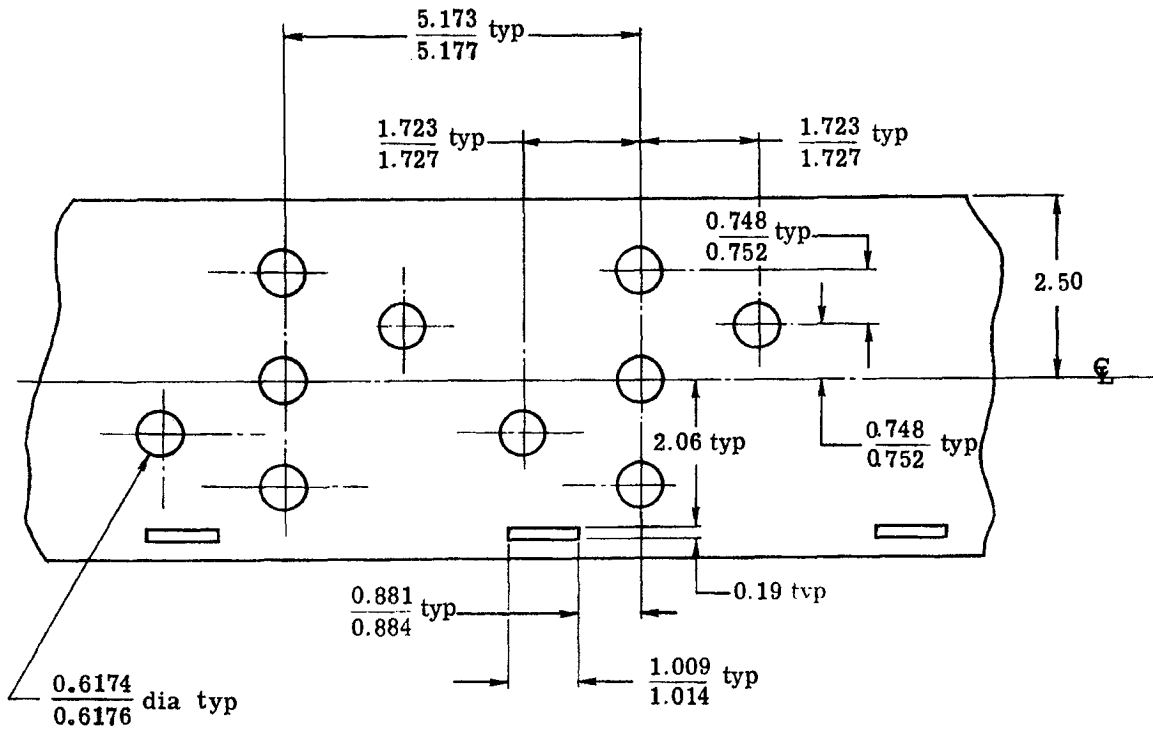 5.173
5.177 typ
1.723
1.727 typ
1.723
1.727 typ
0.748
0.752 typ
2.50
C
L
2.06 typ
0.748
0.752 typ
0.881
0.884 typ
0.19 typ
1.009
1.014 typ
0.6174
0.6176 dia typ